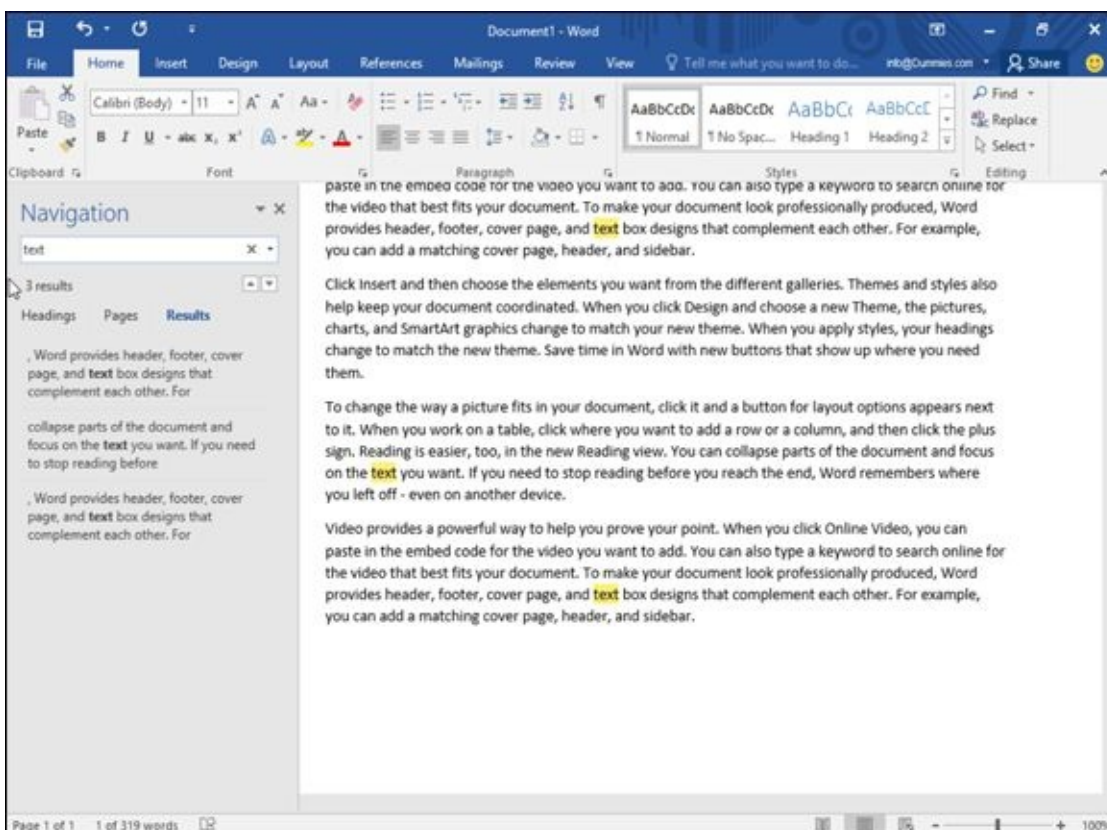 Document1 - Word
File Home Insert Design Layout References Mailings Review View Tell me what you want to do... info@Dummies.com Share
Calibri (Body) 11 A A Aa AaBbCcDc AaBbCcDc AaBbCc AaBbCcE Find
Paste B I U abc x₂ x² A A ¶ Normal ¶ No Spac... Heading 1 Heading 2 Replace
Select
Clipboard Font Paragraph Styles Editing
Navigation
text
3 results
Headings Pages Results
, Word provides header, footer, cover
page, and text box designs that
complement each other. For
collapse parts of the document and
focus on the text you want. If you need
to stop reading before
, Word provides header, footer, cover
page, and text box designs that
complement each other. For
paste in the embed code for the video you want to add. You can also type a keyword to search online for
the video that best fits your document. To make your document look professionally produced, Word
provides header, footer, cover page, and text box designs that complement each other. For example,
you can add a matching cover page, header, and sidebar.
Click Insert and then choose the elements you want from the different galleries. Themes and styles also
help keep your document coordinated. When you click Design and choose a new Theme, the pictures,
charts, and SmartArt graphics change to match your new theme. When you apply styles, your headings
change to match the new theme. Save time in Word with new buttons that show up where you need
them.
To change the way a picture fits in your document, click it and a button for layout options appears next
to it. When you work on a table, click where you want to add a row or a column, and then click the plus
sign. Reading is easier, too, in the new Reading view. You can collapse parts of the document and focus
on the text you want. If you need to stop reading before you reach the end, Word remembers where
you left off - even on another device.
Video provides a powerful way to help you prove your point. When you click Online Video, you can
paste in the embed code for the video you want to add. You can also type a keyword to search online for
the video that best fits your document. To make your document look professionally produced, Word
provides header, footer, cover page, and text box designs that complement each other. For example,
you can add a matching cover page, header, and sidebar.
Page 1 of 1 1 of 319 words 100%